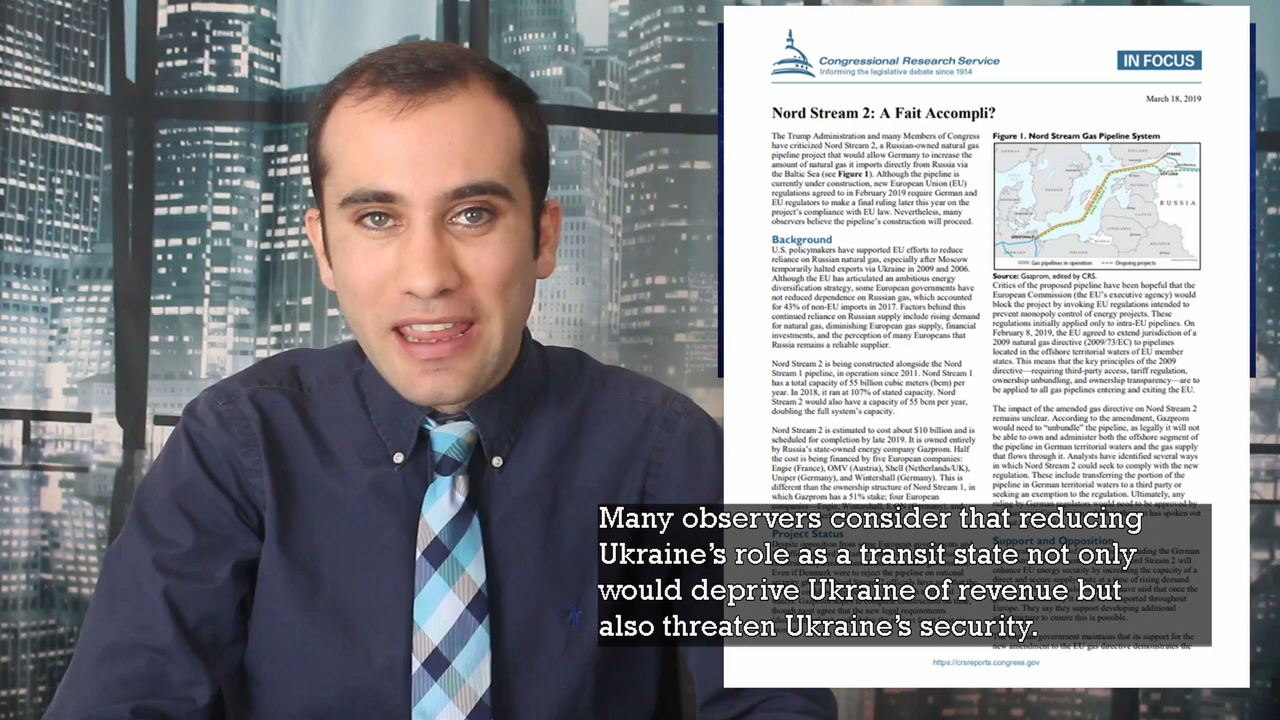 Congressional Research Service
Informing the legislative debate since 1914
IN FOCUS
March 18, 2019
Nord Stream 2: A Fait Accompli?
The Trump Administration and many Members of Congress
have criticized Nord Stream 2, a Russian-owned natural gas
pipeline project that would allow Germany to increase the
amount of natural gas it imports directly from Russia via
the Baltic Sea (see Figure 1). Although the pipeline is
currently under construction, new European Union (EU)
regulations agreed to in February 2019 require German and
EU regulators to make a final ruling later this year on the
project's compliance with EU law. Nevertheless, many
observers believe the pipeline's construction will proceed.
Background
U.S. policymakers have supported EU efforts to reduce
reliance on Russian natural gas, especially after Moscow
temporarily halted exports via Ukraine in 2009 and 2006.
Although the EU has articulated an ambitious energy
diversification strategy, some European governments have
not reduced dependence on Russian gas, which accounted
for 43% of non-EU imports in 2017. Factors behind this
continued reliance on Russian supply include rising demand
for natural gas, diminishing European gas supply, financial
investments, and the perception of many Europeans that
Russia remains a reliable supplier.
Nord Stream 2 is being constructed alongside the Nord
Stream 1 pipeline, in operation since 2011. Nord Stream 1
has a total capacity of 55 billion cubic meters (bcm) per
year. In 2018, it ran at 107% of stated capacity. Nord
Stream 2 would also have a capacity of 55 bcm per year,
doubling the full system's capacity.
Nord Stream 2 is estimated to cost about $10 billion and is
scheduled for completion by late 2019. It is owned entirely
by Russia's state-owned energy company Gazprom. Half
the cost is being financed by five European companies:
Engie (France), OMV (Austria), Shell (Netherlands/UK),
Uniper (Germany), and Wintershall (Germany). This is
different than the ownership structure of Nord Stream 1, in
which Gazprom has a 51% stake; four European
Project Status
Figure 1. Nord Stream Gas Pipeline System
RUSSIA
Gas pipelines in operation Ongoing projects
Source: Gazprom, edited by CRS.
Critics of the proposed pipeline have been hopeful that the
European Commission (the EU's executive agency) would
block the project by invoking EU regulations intended to
prevent monopoly control of energy projects. These
regulations initially applied only to intra-EU pipelines. On
February 8, 2019, the EU agreed to extend jurisdiction of a
2009 natural gas directive (2009/73/EC) to pipelines
located in the offshore territorial waters of EU member
states. This means that the key principles of the 2009
directive—requiring third-party access, tariff regulation,
ownership unbundling, and ownership transparency—are to
be applied to all gas pipelines entering and exiting the EU.
The impact of the amended gas directive on Nord Stream 2
remains unclear. According to the amendment, Gazprom
would need to "unbundle" the pipeline, as legally it will not
be able to own and administer both the offshore segment of
the pipeline in German territorial waters and the gas supply
that flows through it. Analysts have identified several ways
in which Nord Stream 2 could seek to comply with the new
regulation. These include transferring the portion of the
pipeline in German territorial waters to a third party or
seeking an exemption to the regulation. Ultimately, any
Support and Opposition
government maintains that its support for the
new amendment to the EU gas directive demonstrates the
https://crsreports.congress.gov
Many observers consider that reducing
Ukraine's role as a transit state not only
would deprive Ukraine of revenue but
also threaten Ukraine's security.